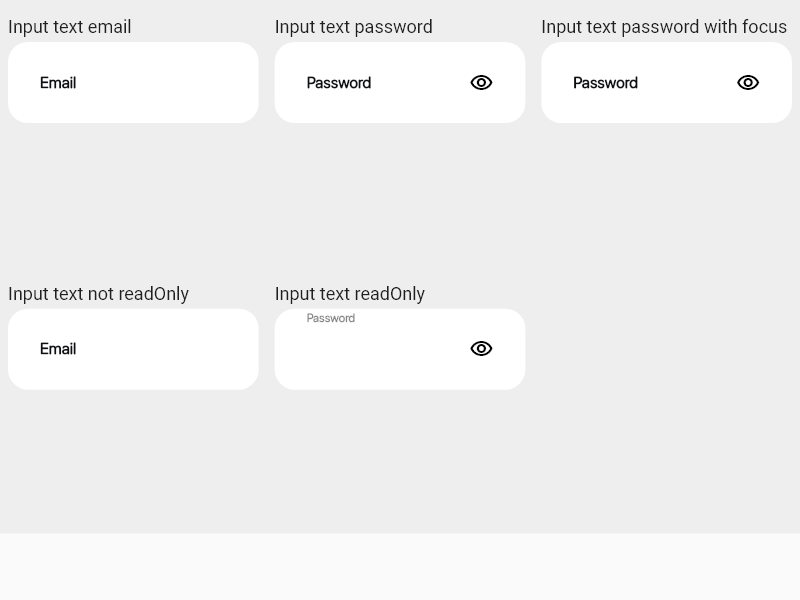 Input text email
Input text password
Input text password with focus
Email
Password
Password
Input text not readOnly
Input text readOnly
Password
Email